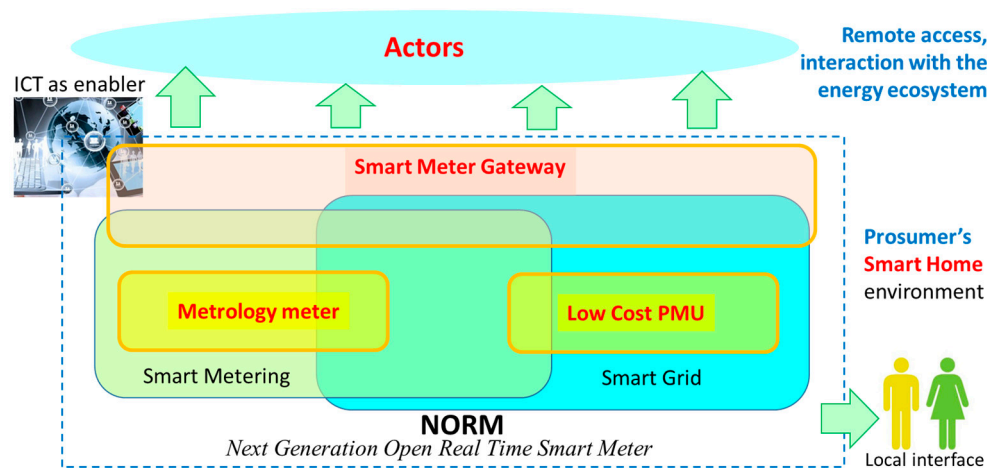 Actors
Remote access,
interaction with the
energy ecosystem
ICT as enabler
Smart Meter Gateway
Prosumer's
Smart Home
environment
Metrology meter
Low Cost PMU
Smart Metering
Smart Grid
NORM
Next Generation Open Real Time Smart Meter
Local interface